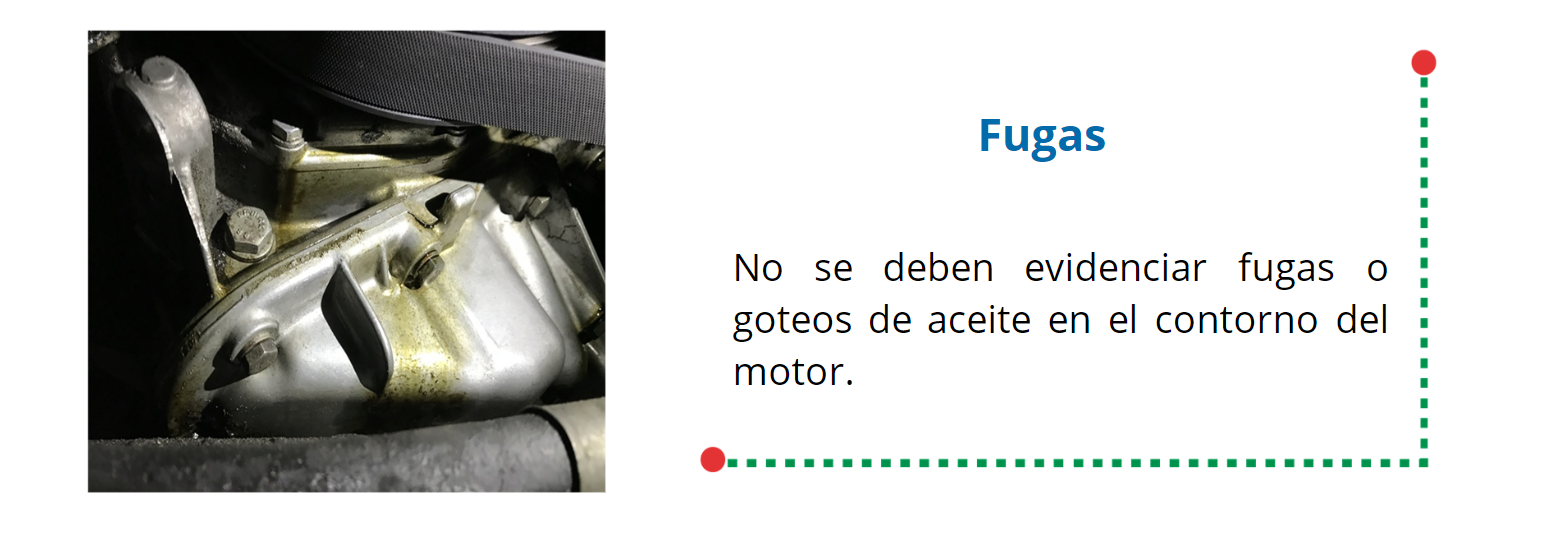 Fugas
No se deben evidenciar fugas o
goteos de aceite en el contorno del
motor.